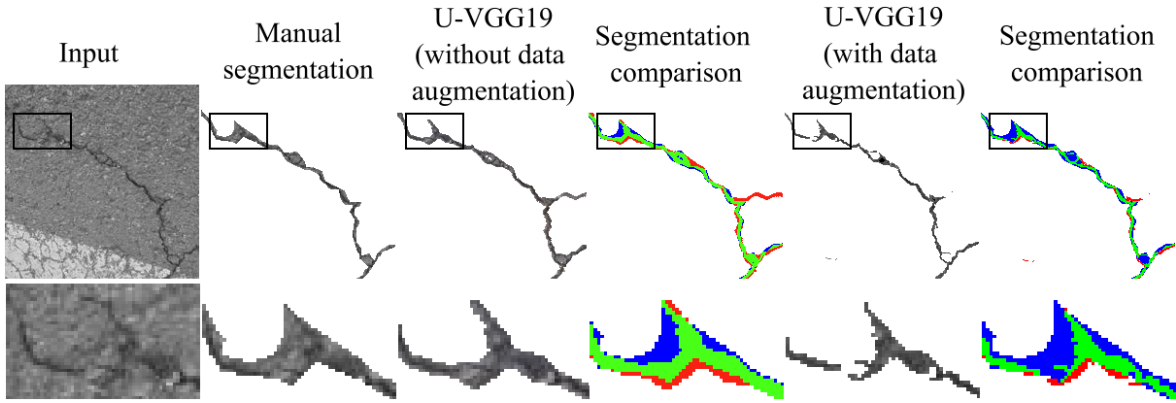 Input
Manual
segmentation
U-VGG19
(without data
augmentation)
Segmentation
comparison
U-VGG19
(with data
augmentation)
Segmentation
comparison